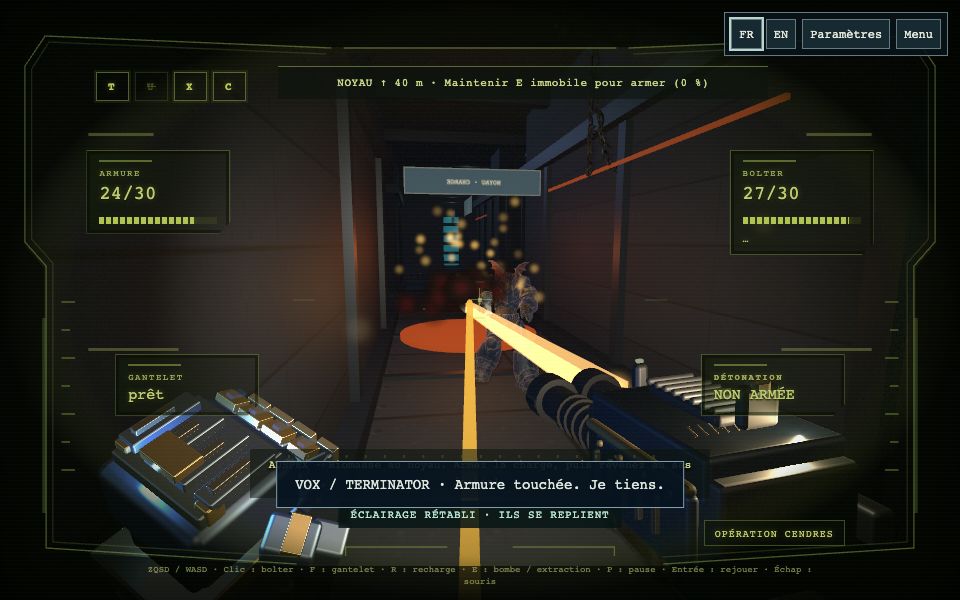 FR EN Paramètres Menu
T U X C
NOYAU ↑ 40 m · Maintenir E immobile pour armer (0 %)
ARMURE
24/30
BOLTER
27/30
…
NOYAU · CHARGE
GANTELET
prêt
DÉTONATION
NON ARMÉE
VOX / TERMINATOR · Armure touchée. Je tiens.
ÉCLAIRAGE RÉTABLI · ILS SE REPLIENT
OPÉRATION CENDRES
ZQSD / WASD · Clic : bolter · F : gantelet · R : recharge · E : bombe / extraction · P : pause · Entrée : rejouer · Échap :
souris